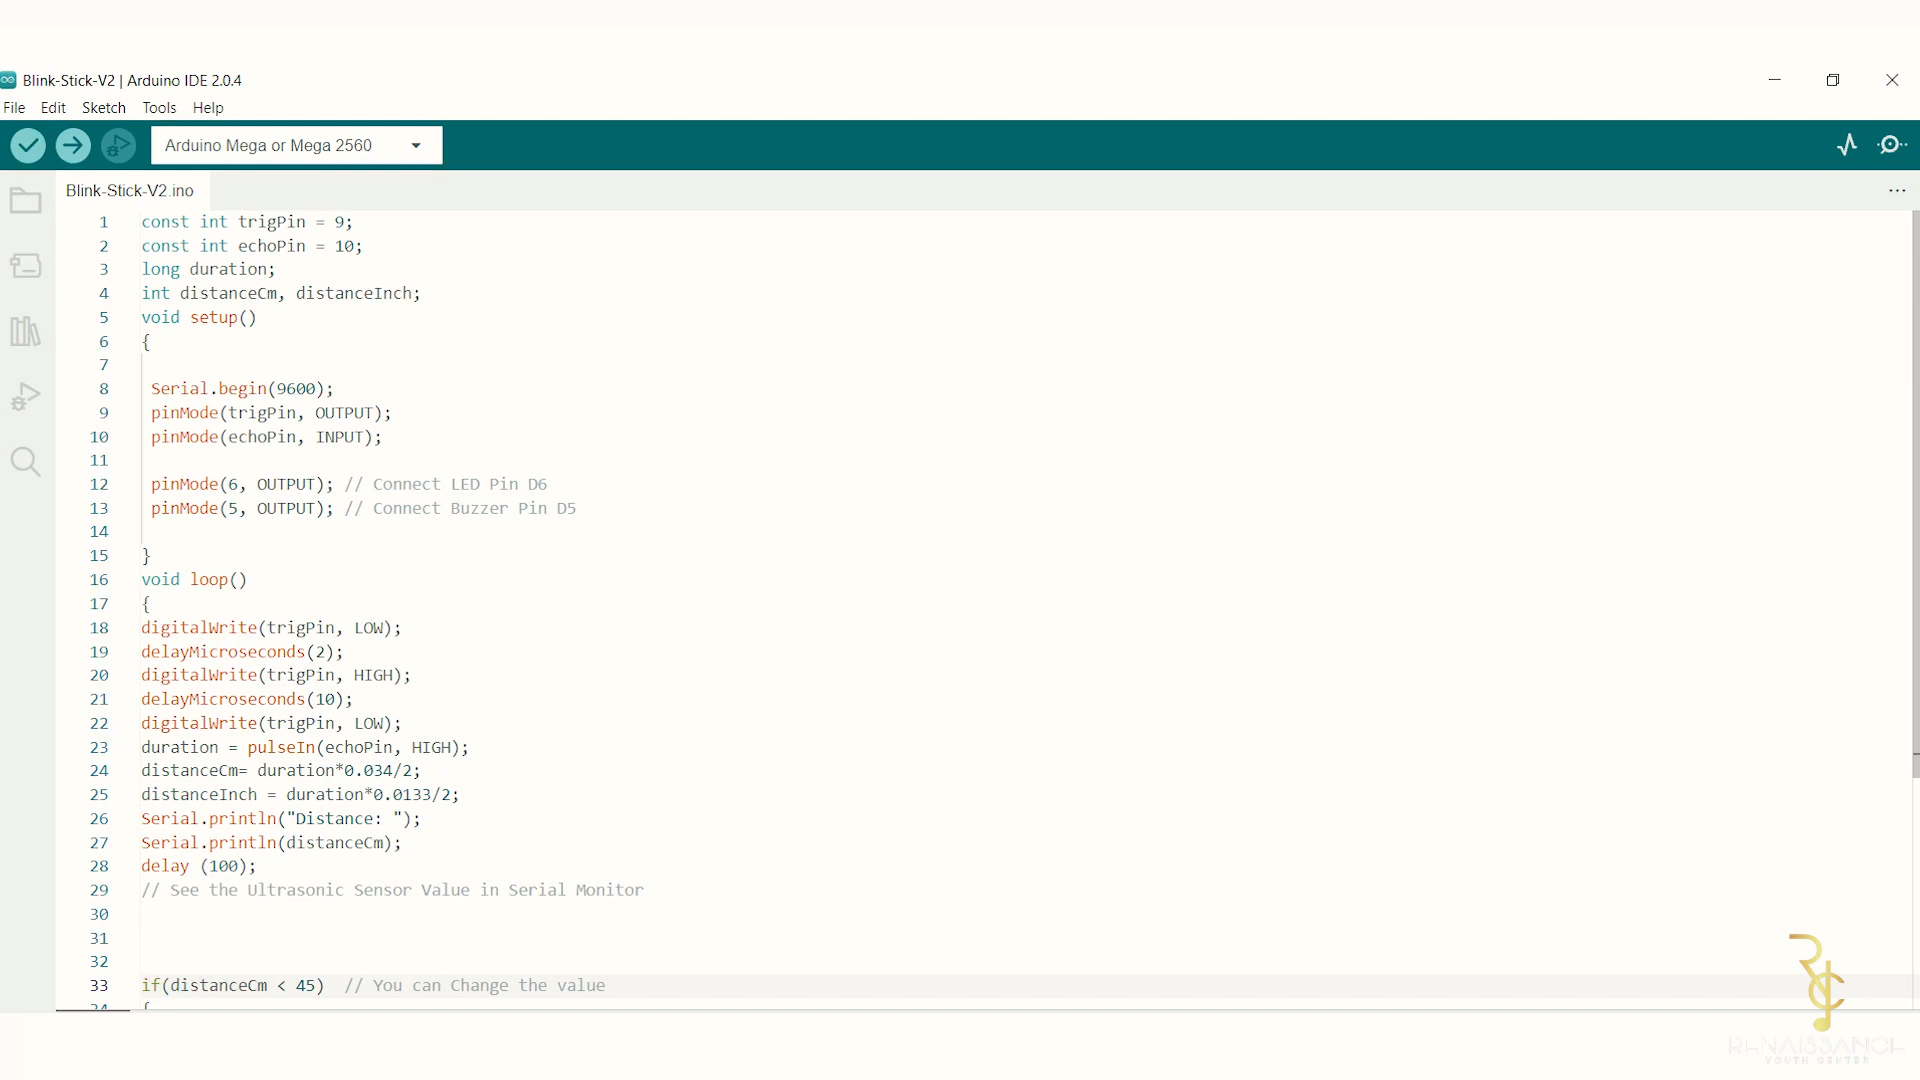 Blink-Stick-V2 | Arduino IDE 2.0.4
File Edit Sketch Tools Help
Arduino Mega or Mega 2560
Blink-Stick-V2.ino
1 const int trigPin = 9;
2 const int echoPin = 10;
3 long duration;
4 int distanceCm, distanceInch;
5 void setup()
6 {
7
8 Serial.begin(9600);
9 pinMode(trigPin, OUTPUT);
10 pinMode(echoPin, INPUT);
11
12 pinMode(6, OUTPUT); // Connect LED Pin D6
13 pinMode(5, OUTPUT); // Connect Buzzer Pin D5
14
15 }
16 void loop()
17 {
18 digitalWrite(trigPin, LOW);
19 delayMicroseconds(2);
20 digitalWrite(trigPin, HIGH);
21 delayMicroseconds(10);
22 digitalWrite(trigPin, LOW);
23 duration = pulseIn(echoPin, HIGH);
24 distanceCm= duration*0.034/2;
25 distanceInch = duration*0.0133/2;
26 Serial.println("Distance: ");
27 Serial.println(distanceCm);
28 delay (100);
29 // See the Ultrasonic Sensor Value in Serial Monitor
30
31
32
33 if(distanceCm < 45) // You can Change the value
34 {
RENAISSANCE
YOUTH CENTER